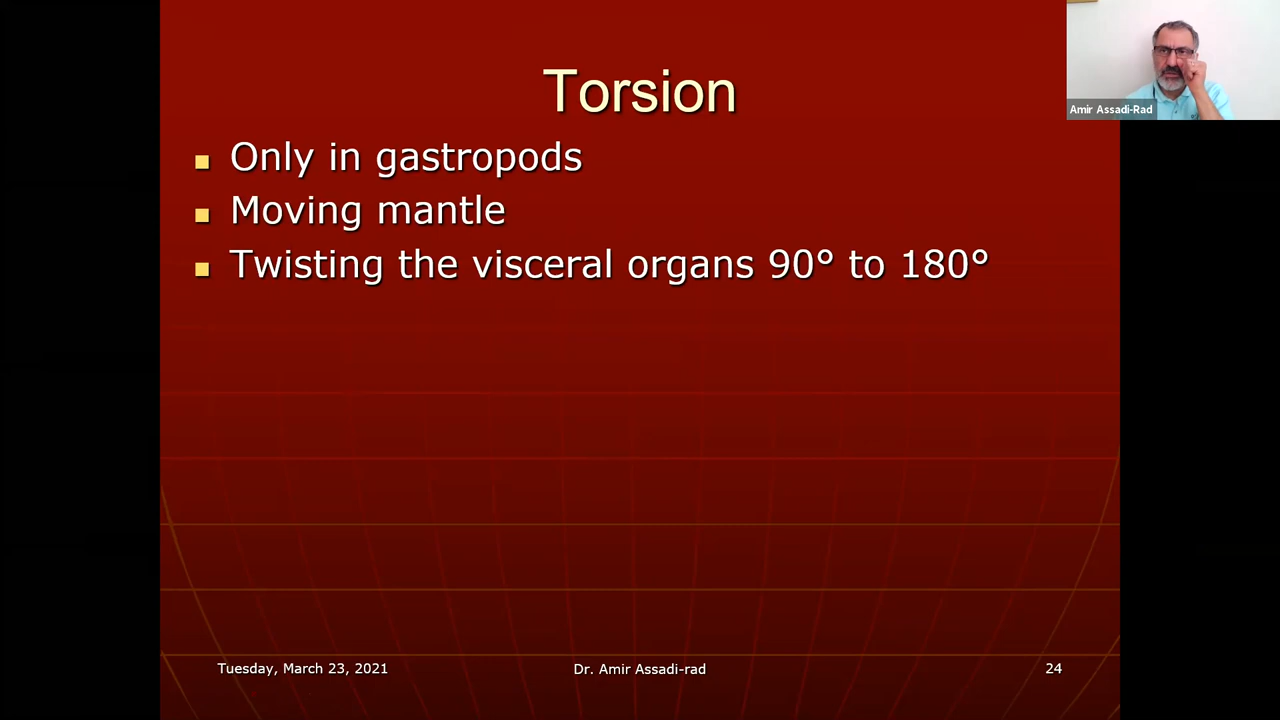 Torsion
Only in gastropods
Moving mantle
Twisting the visceral organs 90° to 180°
Amir Assadi-Rad
Tuesday, March 23, 2021
Dr. Amir Assadi-rad
24